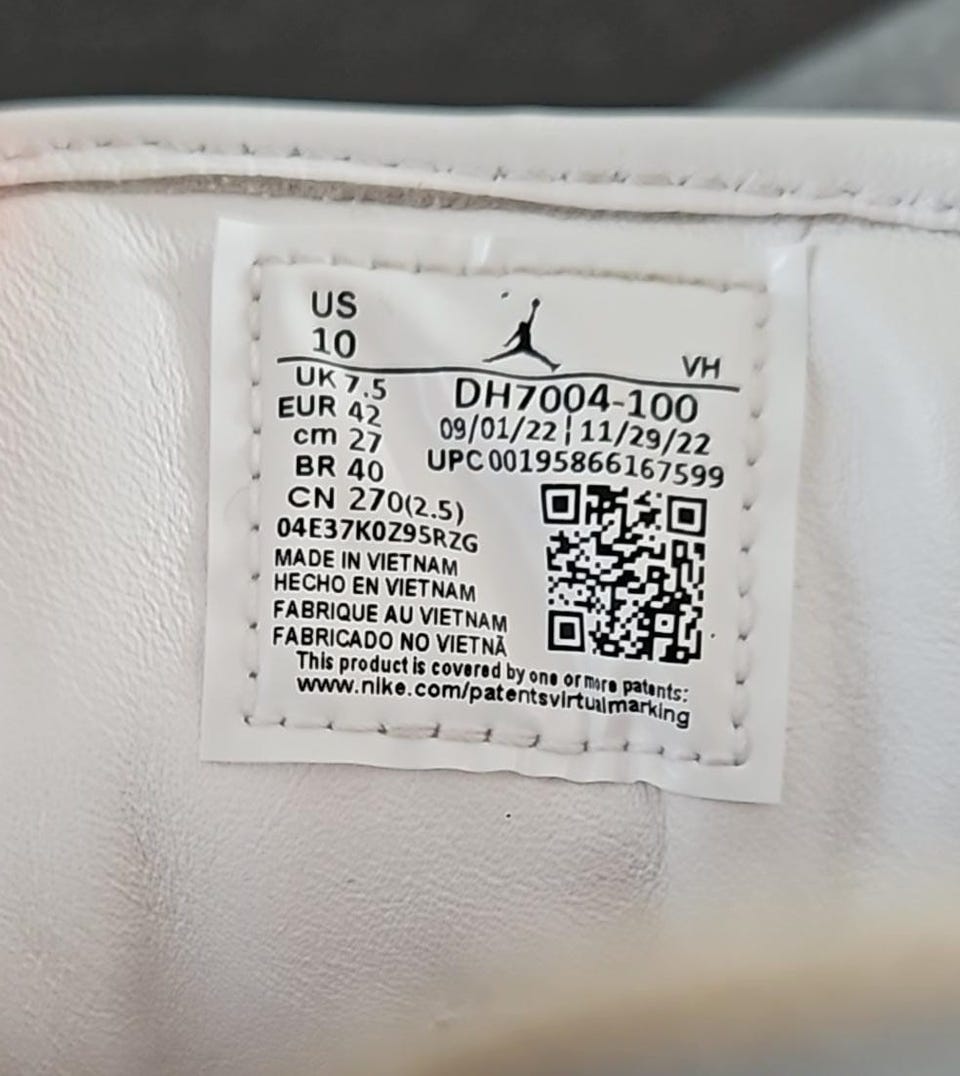 US
10
VH
UK 7.5
EUR 42
cm 27
BR 40
CN 270(2.5)
DH7004-100
09/01/22 | 11/29/22
UPC 00195866167599
04E37K0Z95RZG
MADE IN VIETNAM
HECHO EN VIETNAM
FABRIQUE AU VIETNAM
FABRICADO NO VIETNÃ
This product is covered by one or more patents:
www.nike.com/patentsvirtualmarking